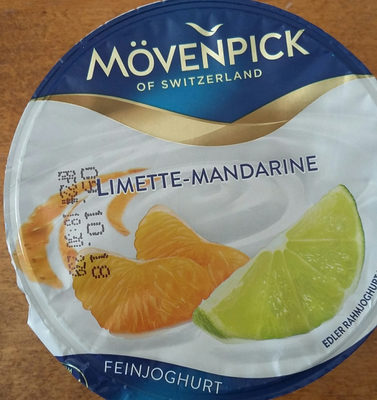 MÖVENPICK
OF SWITZERLAND
LIMETTE-MANDARINE
EDLER RAHMJOGHURT
FEINJOGHURT